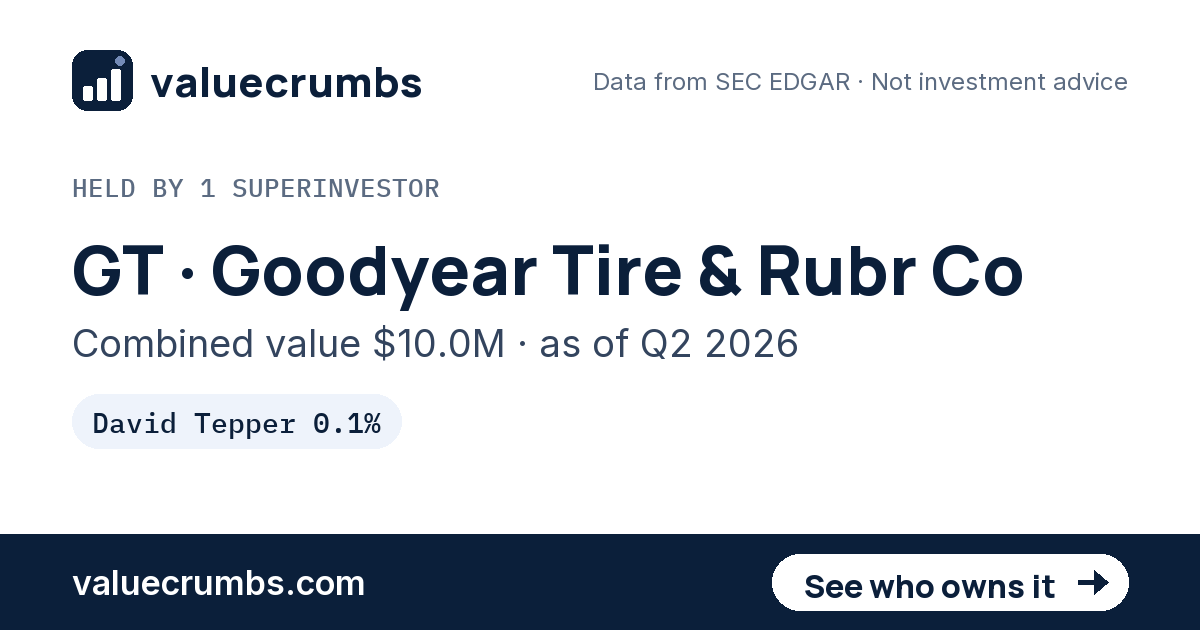 valuecrumbs
Data from SEC EDGAR · Not investment advice
HELD BY 1 SUPERINVESTOR
GT · Goodyear Tire & Rubr Co
Combined value $10.0M · as of Q2 2026
David Tepper 0.1%
valuecrumbs.com
See who owns it →